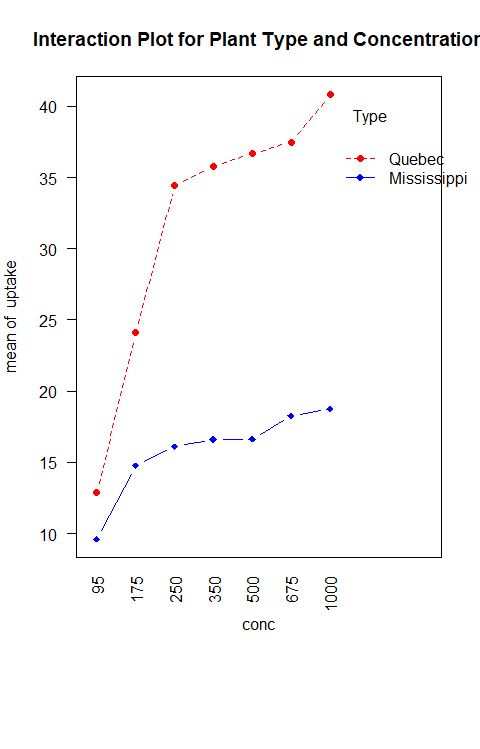 Interaction Plot for Plant Type and Concentration
Type
Quebec
Mississippi
40
35
30
25
20
15
10
mean of uptake
95
175
250
350
500
675
1000
conc